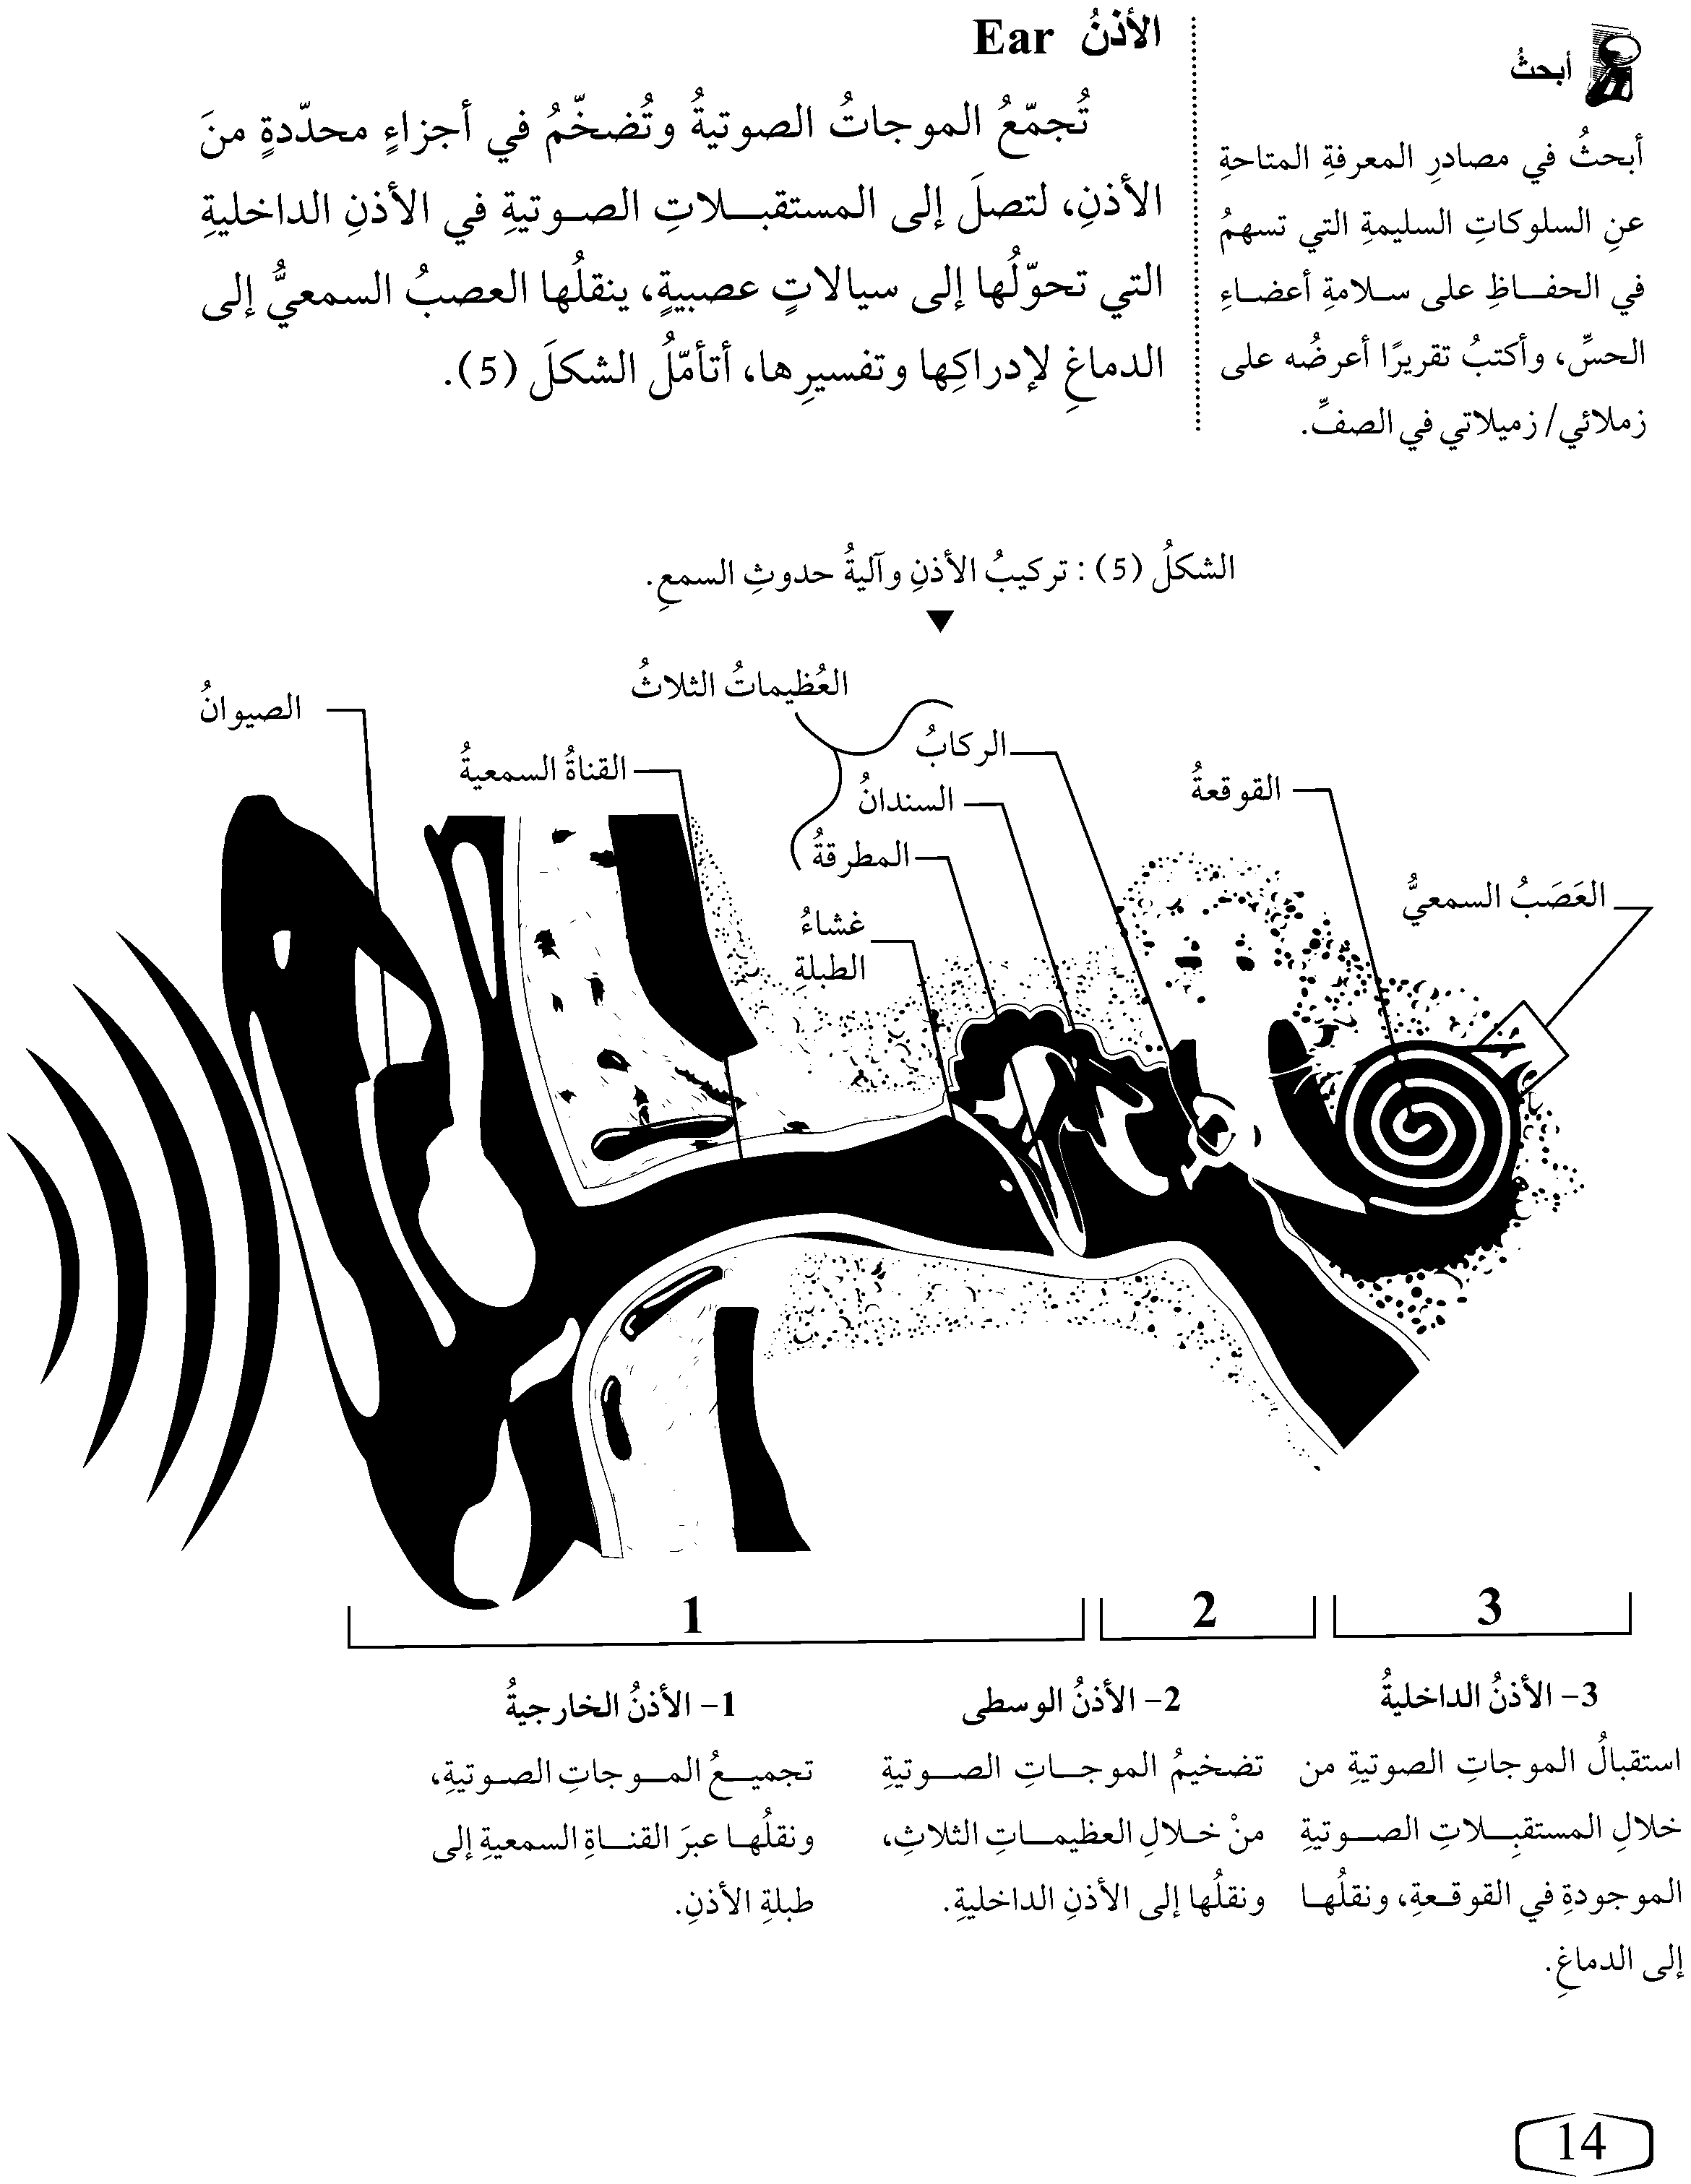 الأذنُ Ear
تُجمّعُ الموجاتُ الصوتيةُ وتُضخّمُ في أجزاءٍ محدّدةٍ منَ
الأذنِ، لتصلَ إلى المستقبلاتِ الصوتيةِ في الأذنِ الداخليةِ
التي تحوّلُها إلى سيالاتٍ عصبيةٍ، ينقلُها العصبُ السمعيُّ إلى
الدماغِ لإدراكِها وتفسيرِها، أتأمّلُ الشكلَ (5).
أبحثُ
أبحثُ في مصادرِ المعرفةِ المتاحةِ
عنِ السلوكاتِ السليمةِ التي تسهمُ
في الحفاظِ على سلامةِ أعضاءِ
الحسِّ، وأكتبُ تقريرًا أعرضُه على
زملائي/ زميلاتي في الصفِّ.
الشكلُ (5): تركيبُ الأذنِ وآليةُ حدوثِ السمعِ.
العُظيماتُ الثلاثُ
الصيوانُ
الركابُ
القناةُ السمعيةُ
القوقعةُ
السندانُ
المطرقةُ
العَصَبُ السمعيُّ
غشاءُ
الطبلةِ
1
2
3
3- الأذنُ الداخليةُ
استقبالُ الموجاتِ الصوتيةِ من
خلالِ المستقبِلاتِ الصوتيةِ
الموجودةِ في القوقعةِ، ونقلُها
إلى الدماغِ.
2- الأذنُ الوسطى
تضخيمُ الموجاتِ الصوتيةِ
منْ خلالِ العظيماتِ الثلاثِ،
ونقلُها إلى الأذنِ الداخليةِ.
1- الأذنُ الخارجيةُ
تجميعُ الموجاتِ الصوتيةِ،
ونقلُها عبرَ القناةِ السمعيةِ إلى
طبلةِ الأذنِ.
14